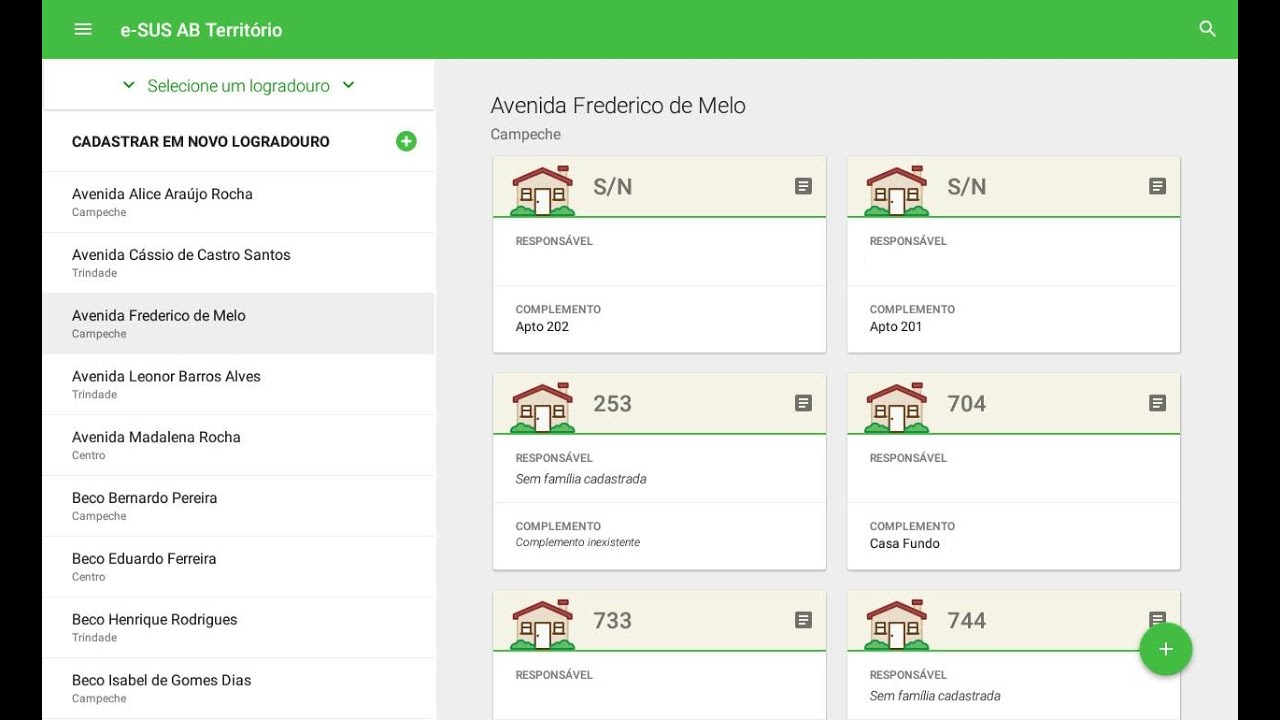 e-SUS AB Território
Selecione um logradouro
CADASTRAR EM NOVO LOGRADOURO
Avenida Alice Araújo Rocha
Campeche
Avenida Cássio de Castro Santos
Trindade
Avenida Frederico de Melo
Campeche
Avenida Leonor Barros Alves
Trindade
Avenida Madalena Rocha
Centro
Beco Bernardo Pereira
Campeche
Beco Eduardo Ferreira
Centro
Beco Henrique Rodrigues
Trindade
Beco Isabel de Gomes Dias
Campeche
Avenida Frederico de Melo
Campeche
S/N
RESPONSÁVEL
COMPLEMENTO
Apto 202
S/N
RESPONSÁVEL
COMPLEMENTO
Apto 201
253
RESPONSÁVEL
Sem família cadastrada
COMPLEMENTO
Complemento inexistente
704
RESPONSÁVEL
COMPLEMENTO
Casa Fundo
733
RESPONSÁVEL
744
RESPONSÁVEL
Sem família cadastrada